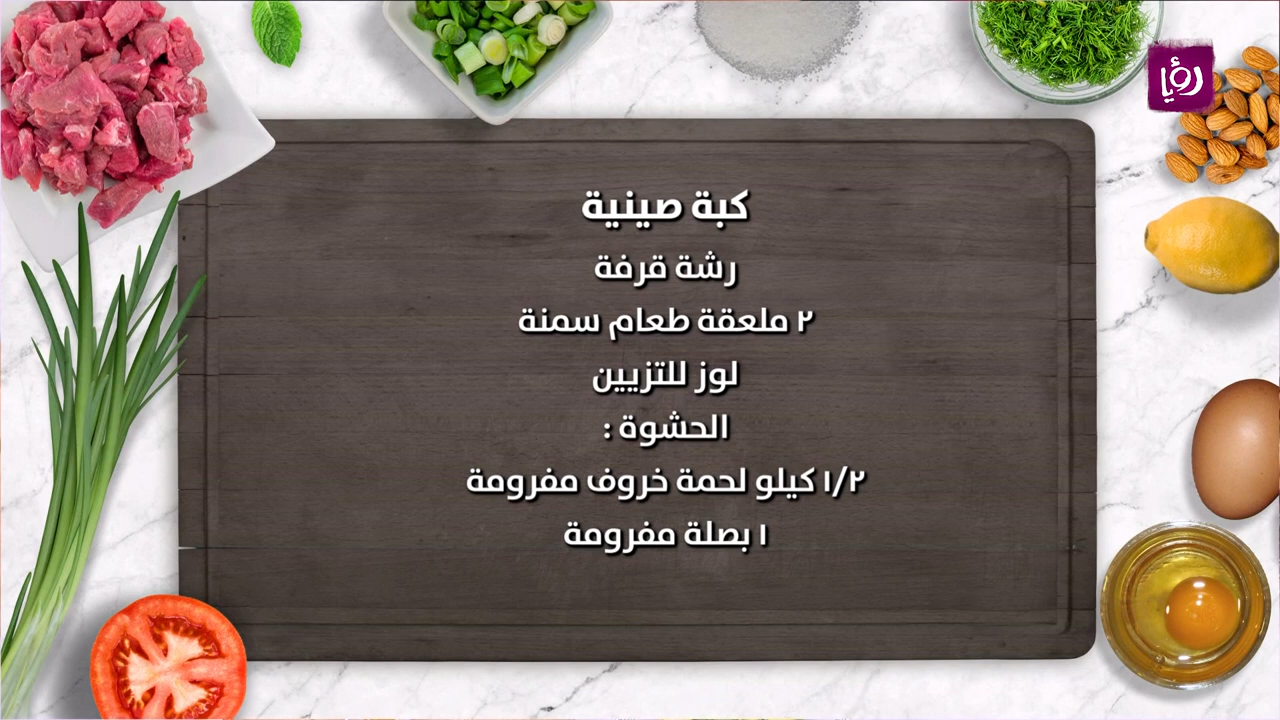 رؤيا
كبة صينية
رشة قرفة
٢ ملعقة طعام سمنة
لوز للتزيين
الحشوة :
١/٢ كيلو لحمة خروف مفرومة
١ بصلة مفرومة